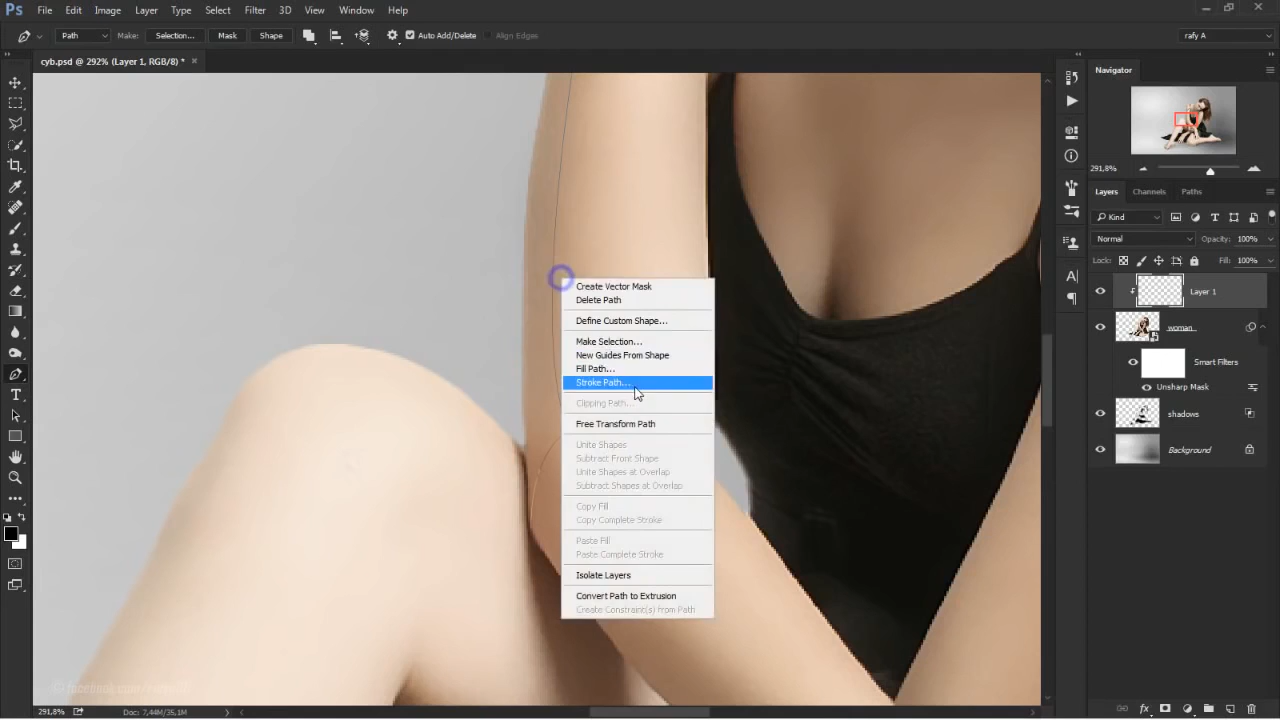 Ps File Edit Image Layer Type Select Filter 3D View Window Help
Path Make: Selection... Mask Shape Auto Add/Delete Align Edges rafy A
cyb.psd @ 292% (Layer 1, RGB/8) * ×
Navigator
291,8%
Layers Channels Paths
Kind
Normal Opacity: 100%
Lock: Fill: 100%
Layer 1
woman
Smart Filters
Unsharp Mask
shadows
Background
Create Vector Mask
Delete Path
Define Custom Shape...
Make Selection...
New Guides From Shape
Fill Path...
Stroke Path...
Clipping Path...
Free Transform Path
Unite Shapes
Subtract Front Shape
Unite Shapes at Overlap
Subtract Shapes at Overlap
Copy Fill
Copy Complete Stroke
Paste Fill
Paste Complete Stroke
Isolate Layers
Convert Path to Extrusion
Create Constraint(s) from Path
291,8% Doc: 7,44M/35,1M